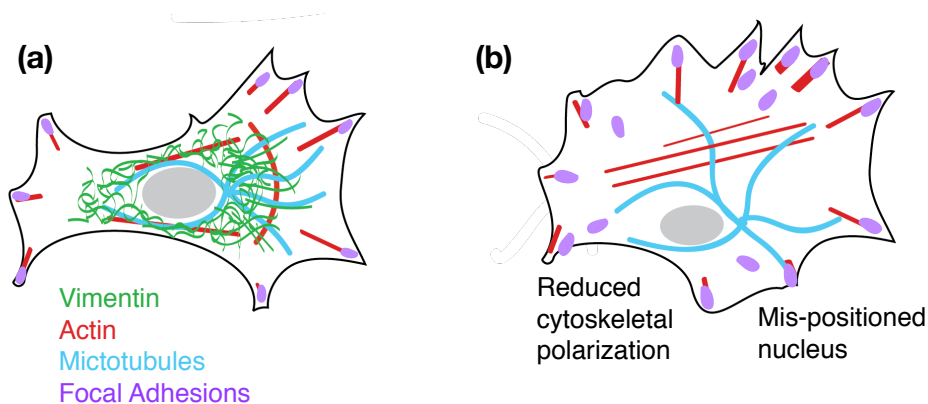 (a)
(b)
Vimentin
Actin
Mictotubules
Focal Adhesions
Reduced
cytoskeletal
polarization
Mis-positioned
nucleus